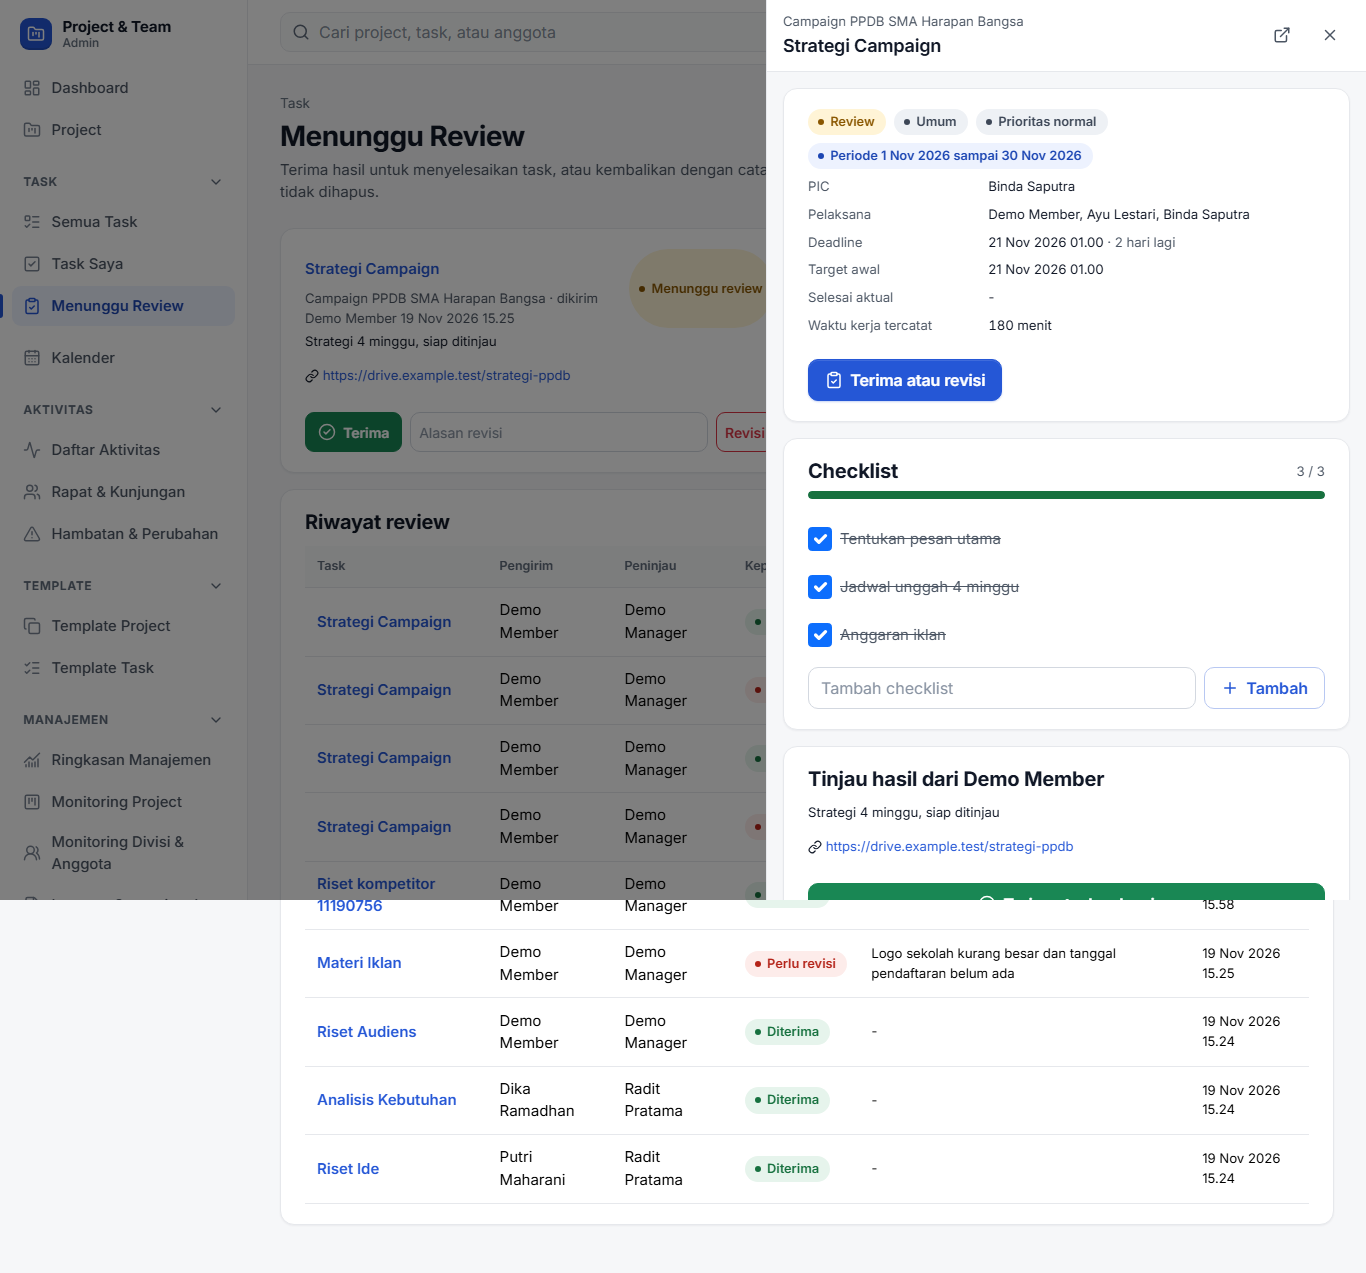 Project & Team
Admin
Dashboard
Project
TASK
Semua Task
Task Saya
Menunggu Review
Kalender
AKTIVITAS
Daftar Aktivitas
Rapat & Kunjungan
Hambatan & Perubahan
TEMPLATE
Template Project
Template Task
MANAJEMEN
Ringkasan Manajemen
Monitoring Project
Monitoring Divisi &
Anggota
Cari project, task, atau anggota
Task
Menunggu Review
Terima hasil untuk menyelesaikan task, atau kembalikan dengan cata
tidak dihapus.
Strategi Campaign
Menunggu review
Campaign PPDB SMA Harapan Bangsa · dikirim
Demo Member 19 Nov 2026 15.25
Strategi 4 minggu, siap ditinjau
https://drive.example.test/strategi-ppdb
Terima
Alasan revisi
Revisi
Riwayat review
Task Pengirim Peninjau Kep
Strategi Campaign Demo Member Demo Manager
Strategi Campaign Demo Member Demo Manager
Strategi Campaign Demo Member Demo Manager
Strategi Campaign Demo Member Demo Manager
Riset kompetitor 11190756 Demo Member Demo Manager 15.58
Materi Iklan Demo Member Demo Manager Perlu revisi Logo sekolah kurang besar dan tanggal pendaftaran belum ada 19 Nov 2026 15.25
Riset Audiens Demo Member Demo Manager Diterima - 19 Nov 2026 15.24
Analisis Kebutuhan Dika Ramadhan Radit Pratama Diterima - 19 Nov 2026 15.24
Riset Ide Putri Maharani Radit Pratama Diterima - 19 Nov 2026 15.24
Campaign PPDB SMA Harapan Bangsa
Strategi Campaign
Review Umum Prioritas normal
Periode 1 Nov 2026 sampai 30 Nov 2026
PIC Binda Saputra
Pelaksana Demo Member, Ayu Lestari, Binda Saputra
Deadline 21 Nov 2026 01.00 · 2 hari lagi
Target awal 21 Nov 2026 01.00
Selesai aktual -
Waktu kerja tercatat 180 menit
Terima atau revisi
Checklist 3 / 3
Tentukan pesan utama
Jadwal unggah 4 minggu
Anggaran iklan
Tambah checklist
Tambah
Tinjau hasil dari Demo Member
Strategi 4 minggu, siap ditinjau
https://drive.example.test/strategi-ppdb